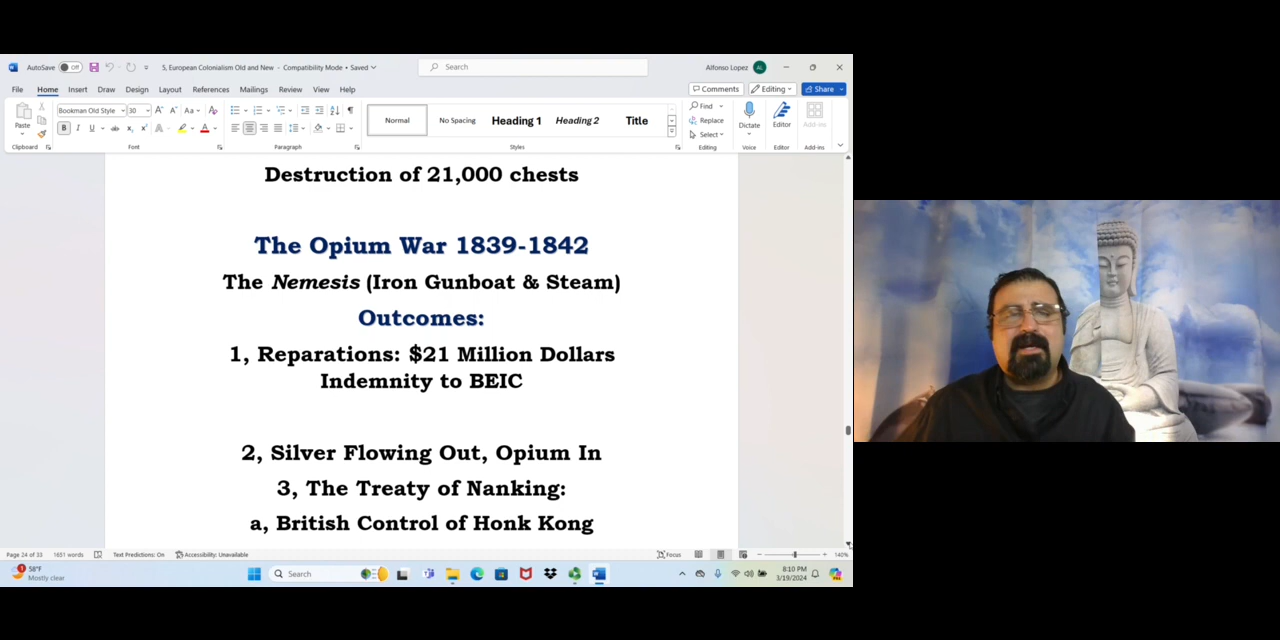 AutoSave Off 5, European Colonialism Old and New - Compatibility Mode • Saved Search Alfonso Lopez AL
File Home Insert Draw Design Layout References Mailings Review View Help Comments Editing Share
Paste Bookman Old Style 30 Normal No Spacing Heading 1 Heading 2 Title Find Replace Select Dictate Editor Add-ins
Clipboard Font Paragraph Styles Editing Voice Editor Add-ins
Destruction of 21,000 chests
The Opium War 1839-1842
The Nemesis (Iron Gunboat & Steam)
Outcomes:
1, Reparations: $21 Million Dollars
Indemnity to BEIC
2, Silver Flowing Out, Opium In
3, The Treaty of Nanking:
a, British Control of Honk Kong
Page 24 of 33 1651 words Text Predictions: On Accessibility: Unavailable Focus 140%
58°F
Mostly clear
Search
8:10 PM
3/19/2024